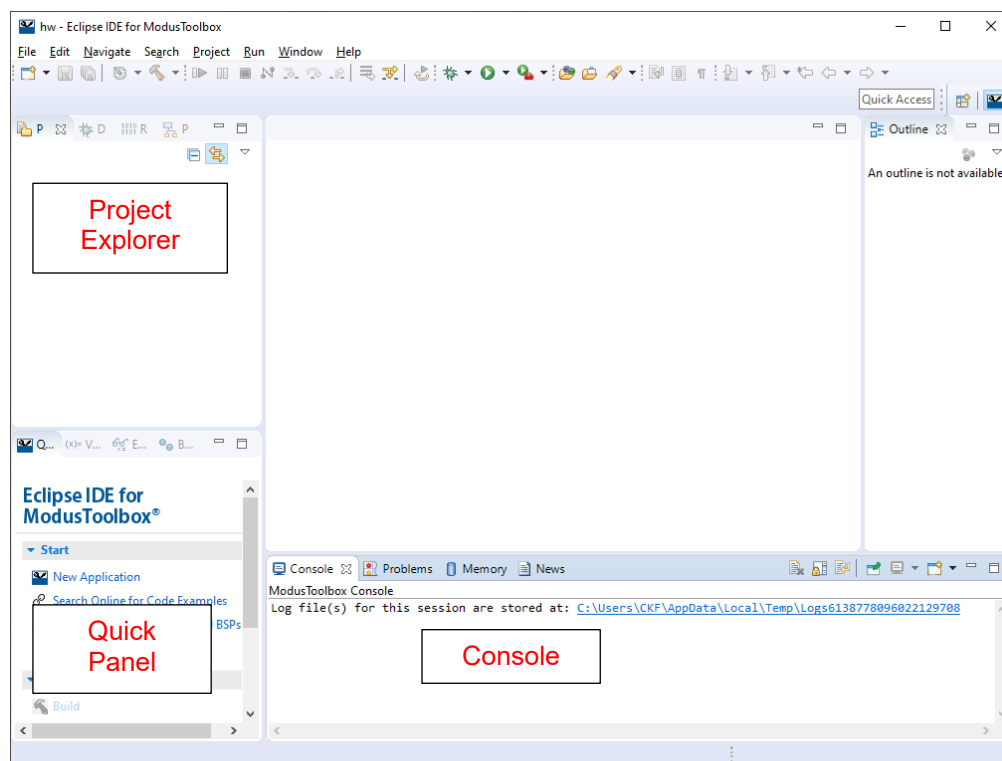 hw - Eclipse IDE for ModusToolbox
File Edit Navigate Search Project Run Window Help
Quick Access
P D R P
Outline
An outline is not available
Project
Explorer
Q... (x)= V... E... B...
Eclipse IDE for
ModusToolbox®
Start
New Application
Search Online for Code Examples
BSPs
Quick
Panel
Build
Console Problems Memory News
ModusToolbox Console
Log file(s) for this session are stored at: C:\Users\CKF\AppData\Local\Temp\Logs6138778096022129708
Console